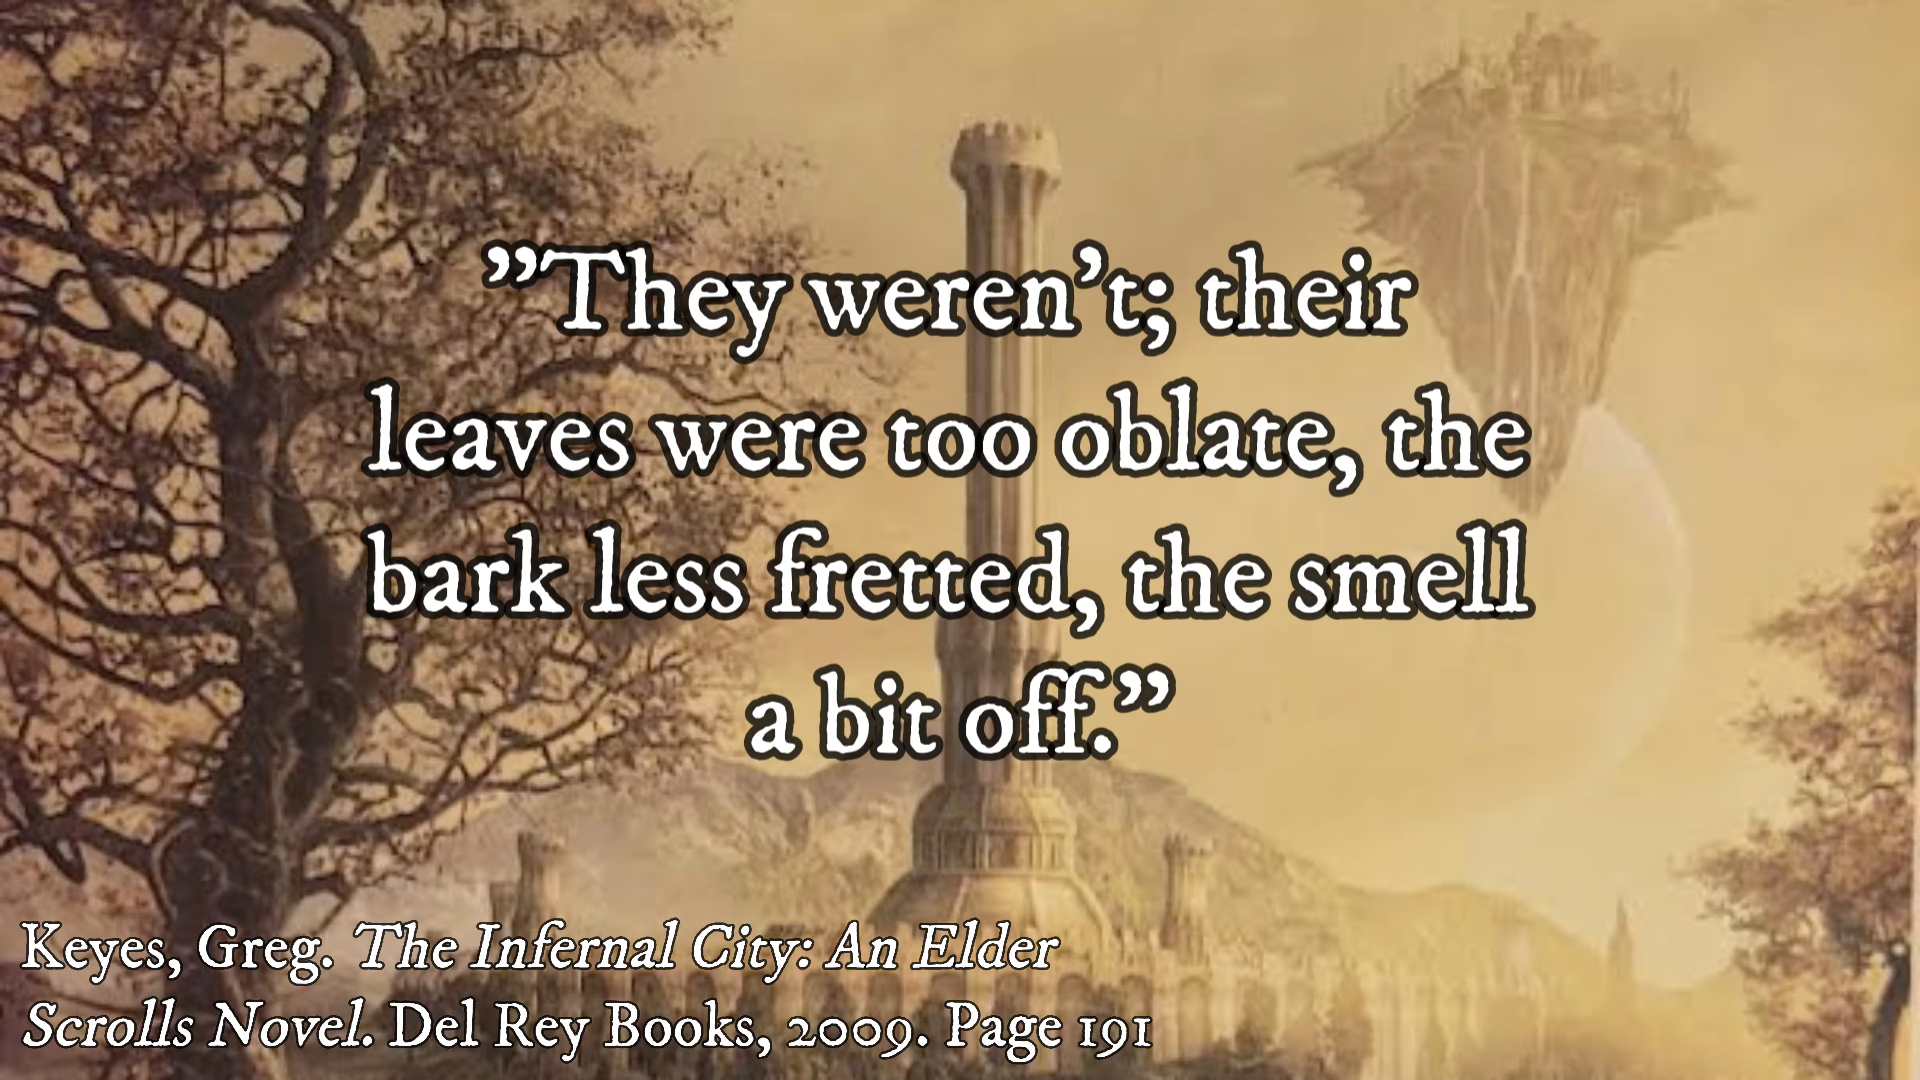 ”They weren’t; their
leaves were too oblate, the
bark less fretted, the smell
a bit off.”
Keyes, Greg. The Infernal City: An Elder
Scrolls Novel. Del Rey Books, 2009. Page 191